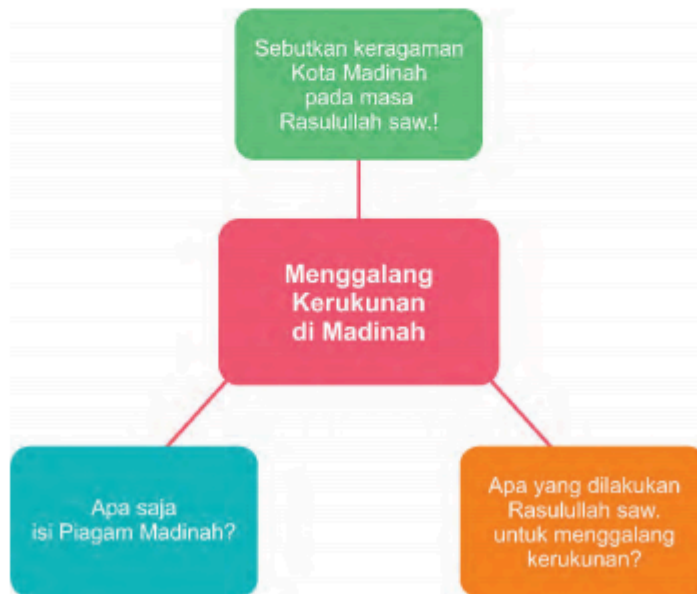 Sebutkan keragaman
Kota Madinah
pada masa
Rasulullah saw.!
Menggalang
Kerukunan
di Madinah
Apa saja
isi Piagam Madinah?
Apa yang dilakukan
Rasulullah saw.
untuk menggalang
kerukunan?